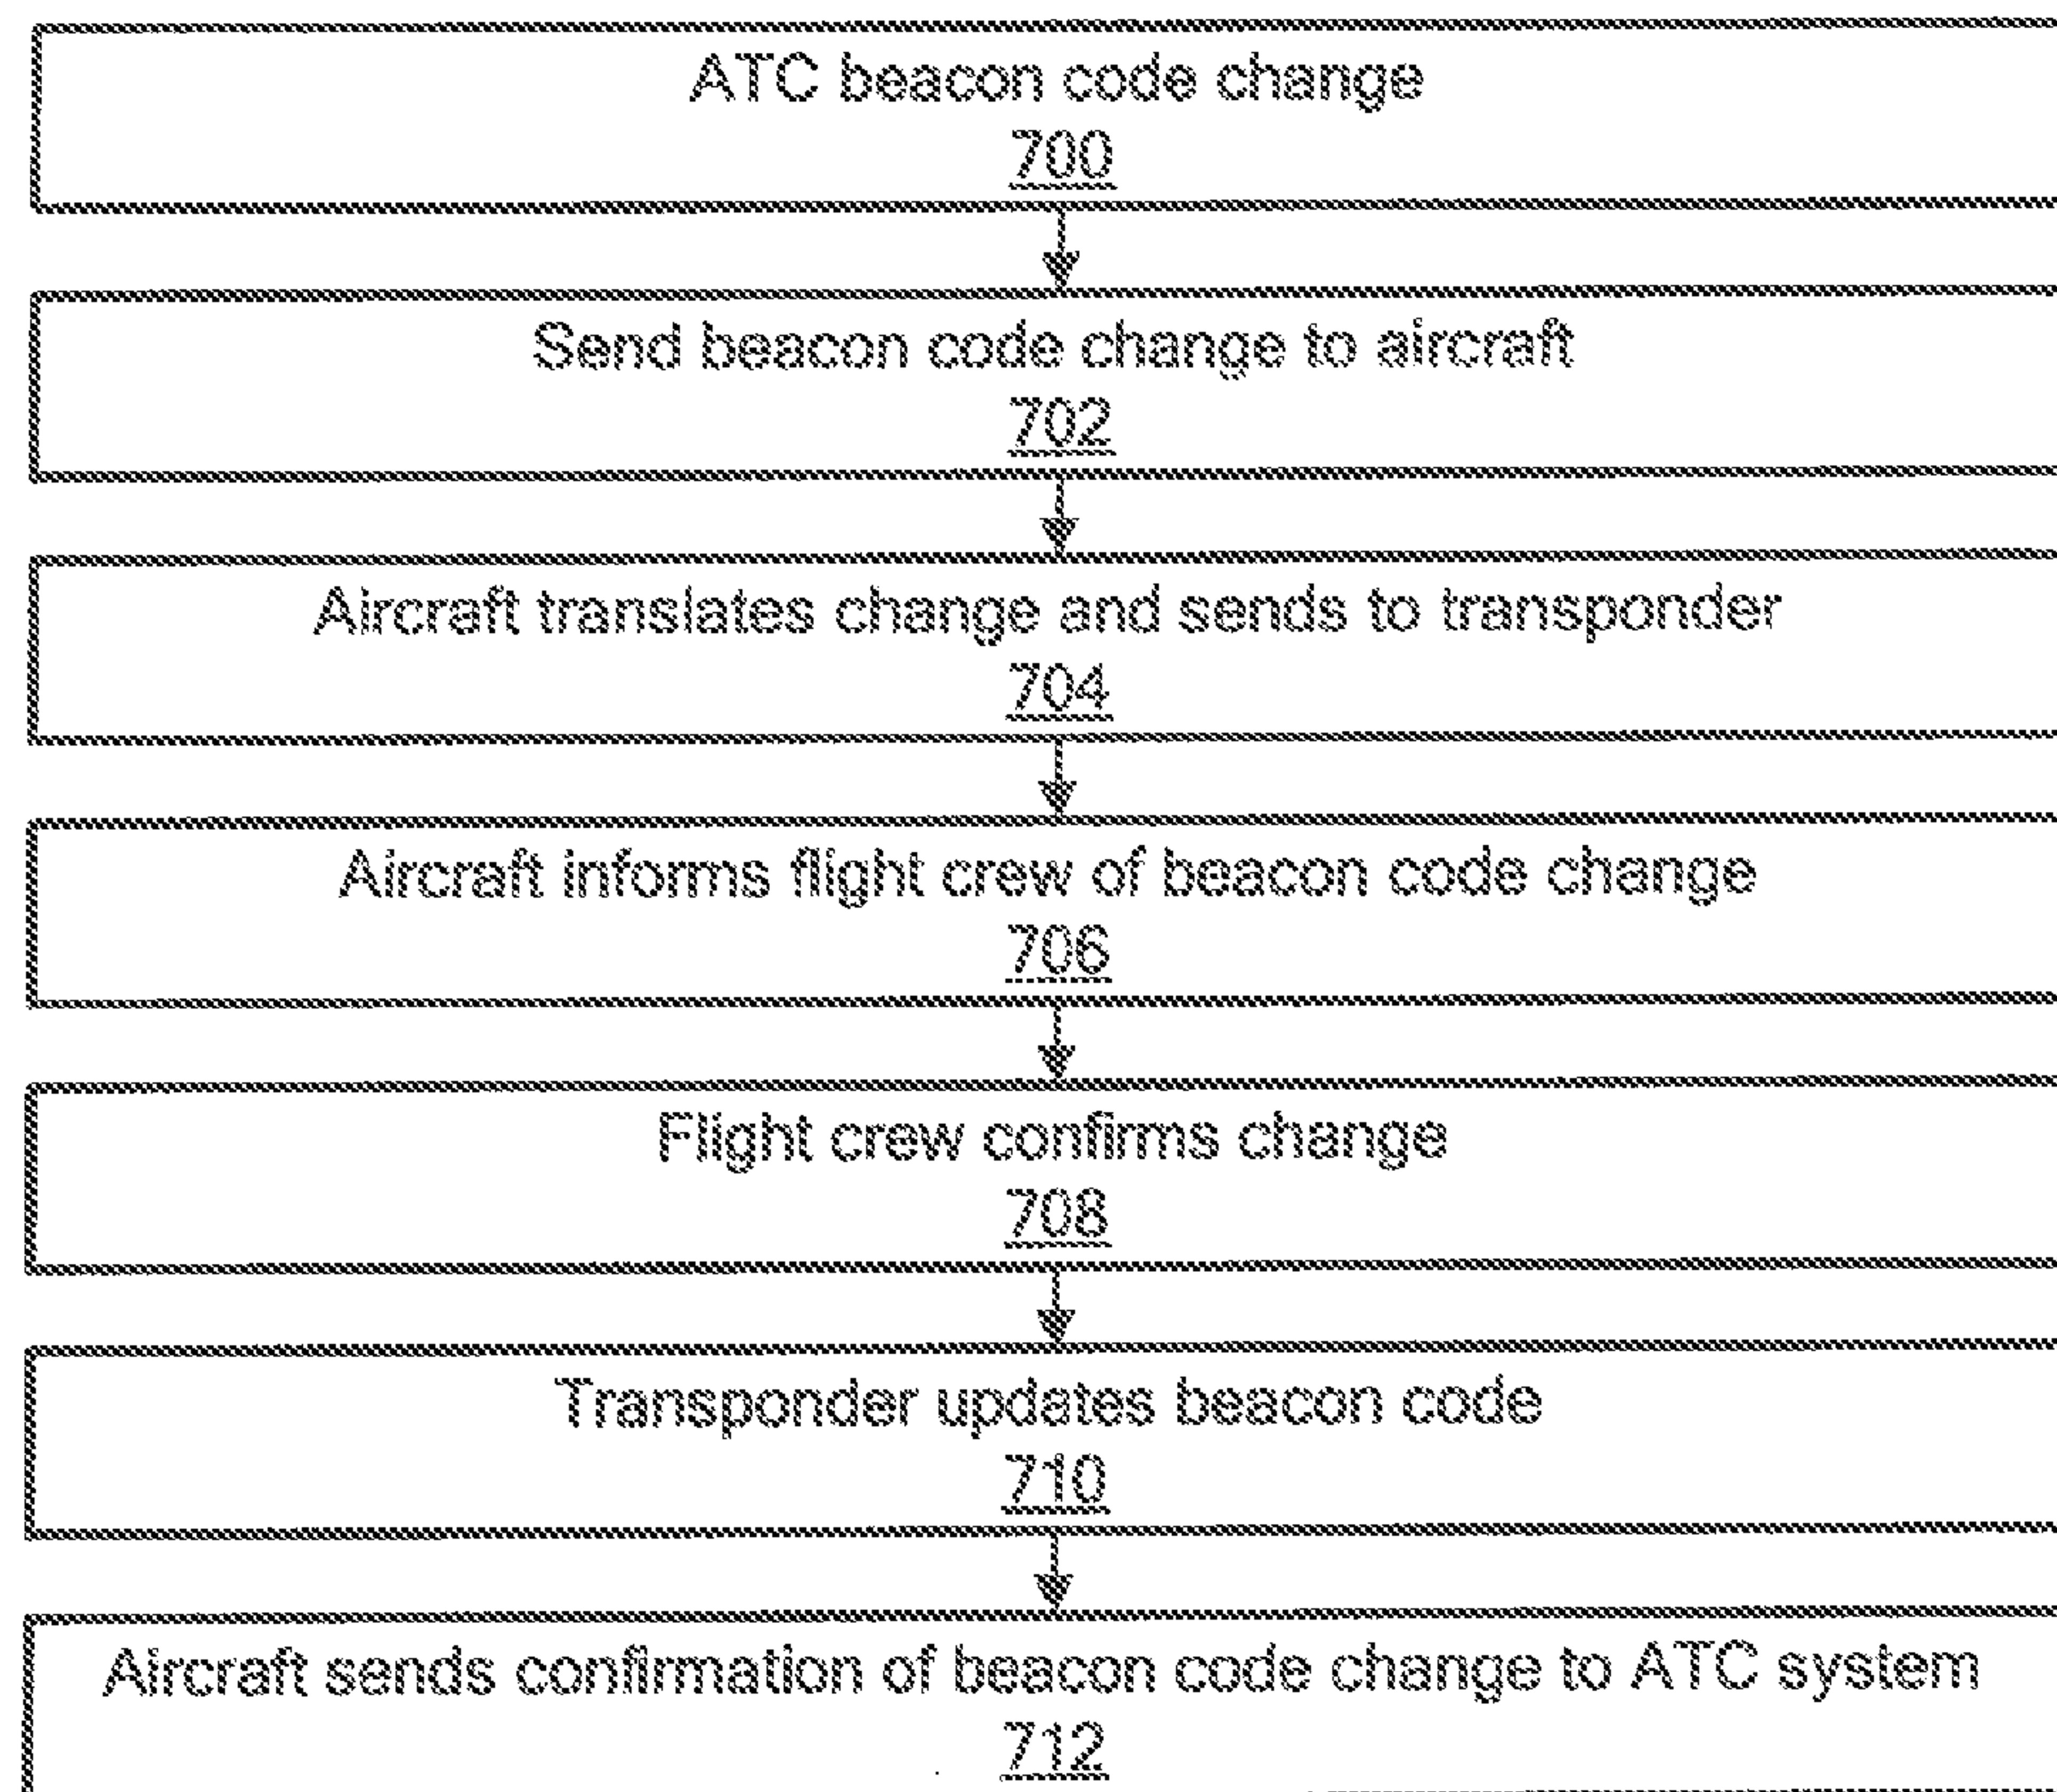 ATC beacon code change
700
Send beacon code change to aircraft
702
Aircraft translates change and sends to transponder
704
Aircraft informs flight crew of beacon code change
706
Flight crew confirms change
708
Transponder updates beacon code
710
Aircraft sends confirmation of beacon code change to ATC system
712